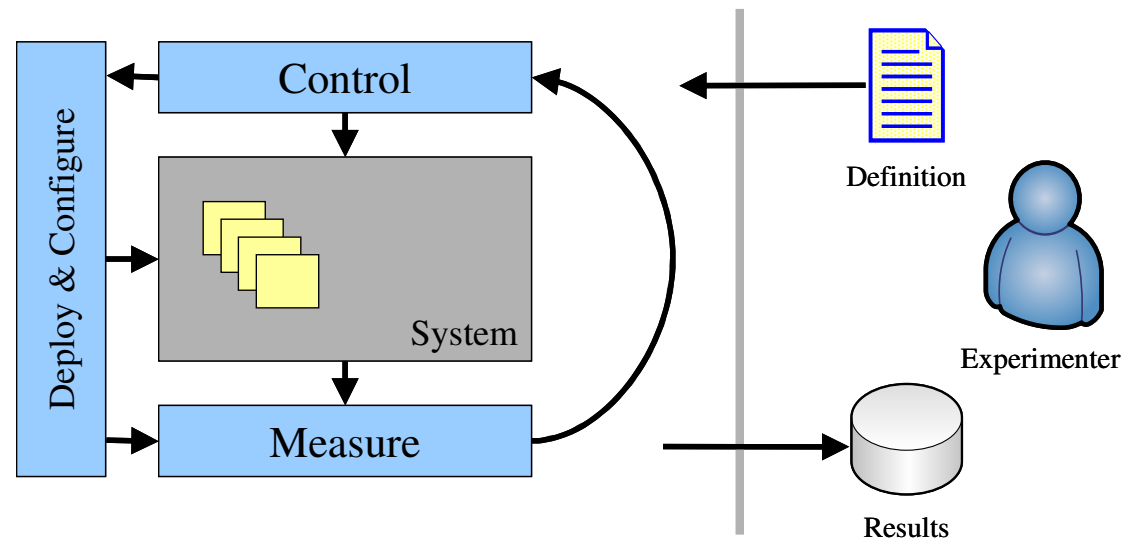 Control
Deploy & Configure
System
Measure
Definition
Experimenter
Results